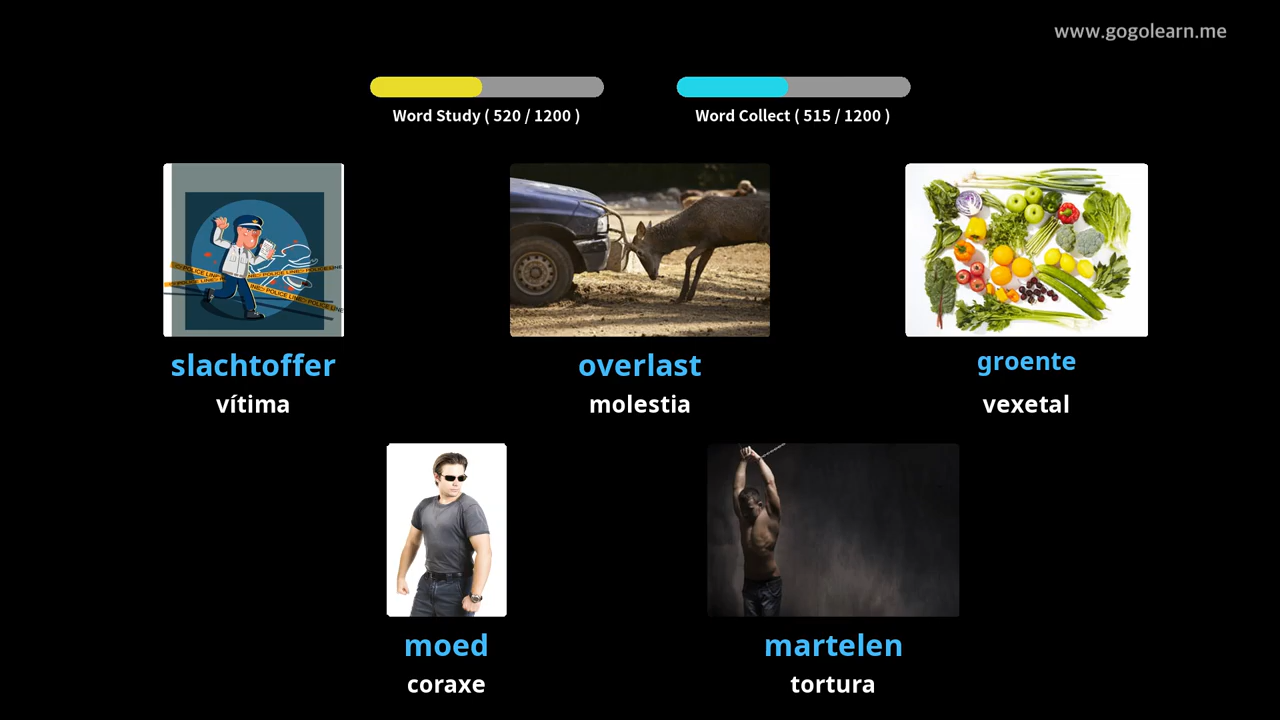 www.gogolearn.me
Word Study ( 520 / 1200 )
Word Collect ( 515 / 1200 )
slachtoffer
vítima
overlast
molestia
groente
vexetal
moed
coraxe
martelen
tortura